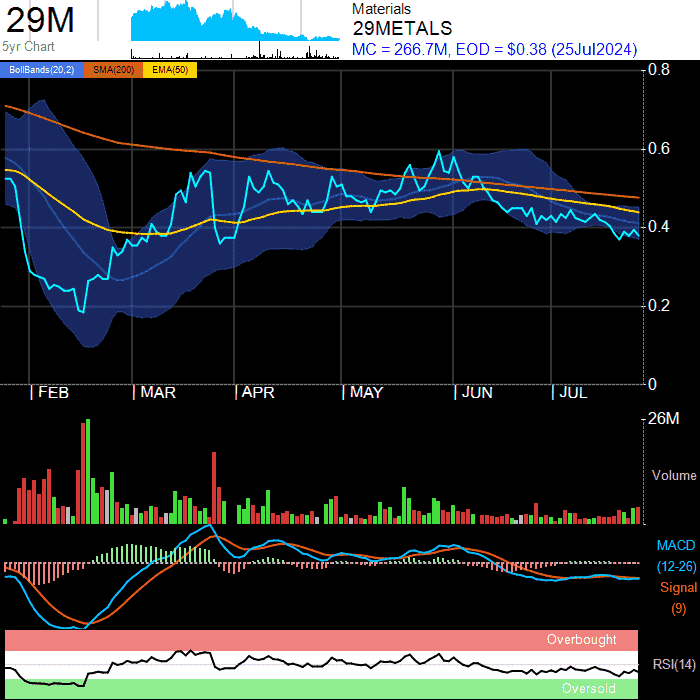 29M
5yr Chart
Materials
29METALS
MC = 266.7M, EOD = $0.38 (25Jul2024)
BollBands(20,2) SMA(200) EMA(50)
0.8
0.6
0.4
0.2
0
FEB MAR APR MAY JUN JUL
26M
Volume
MACD
(12-26)
Signal
(9)
Overbought
RSI(14)
Oversold